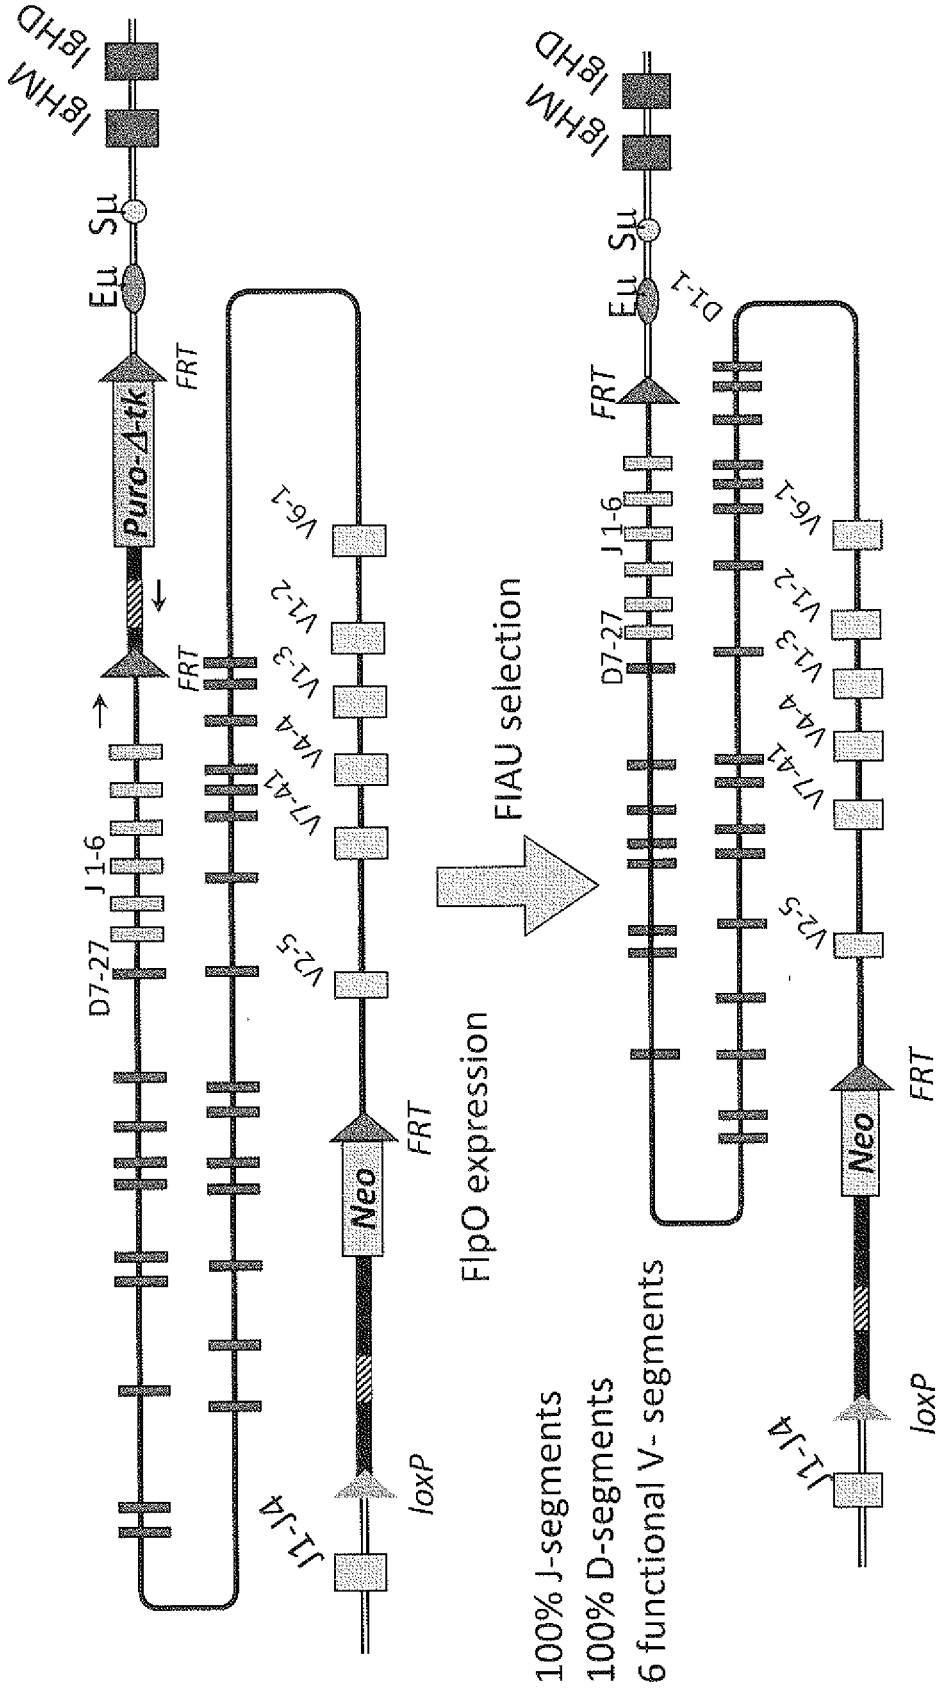 D7-27
J 1-6
Puro-Δ-tk
Eμ
Sμ
IgHM
IgHD
FRT
FRT
J1-J4
loxP
Neo
FRT
V2-5
V7-41
V4-4
V1-3
V1-2
V6-1
FlpO expression
FIAU selection
100% J-segments
100% D-segments
6 functional V- segments
D7-27
J 1-6
FRT
Eμ
Sμ
IgHM
IgHD
D1-1
J1-J4
loxP
Neo
FRT
V2-5
V7-41
V4-4
V1-3
V1-2
V6-1